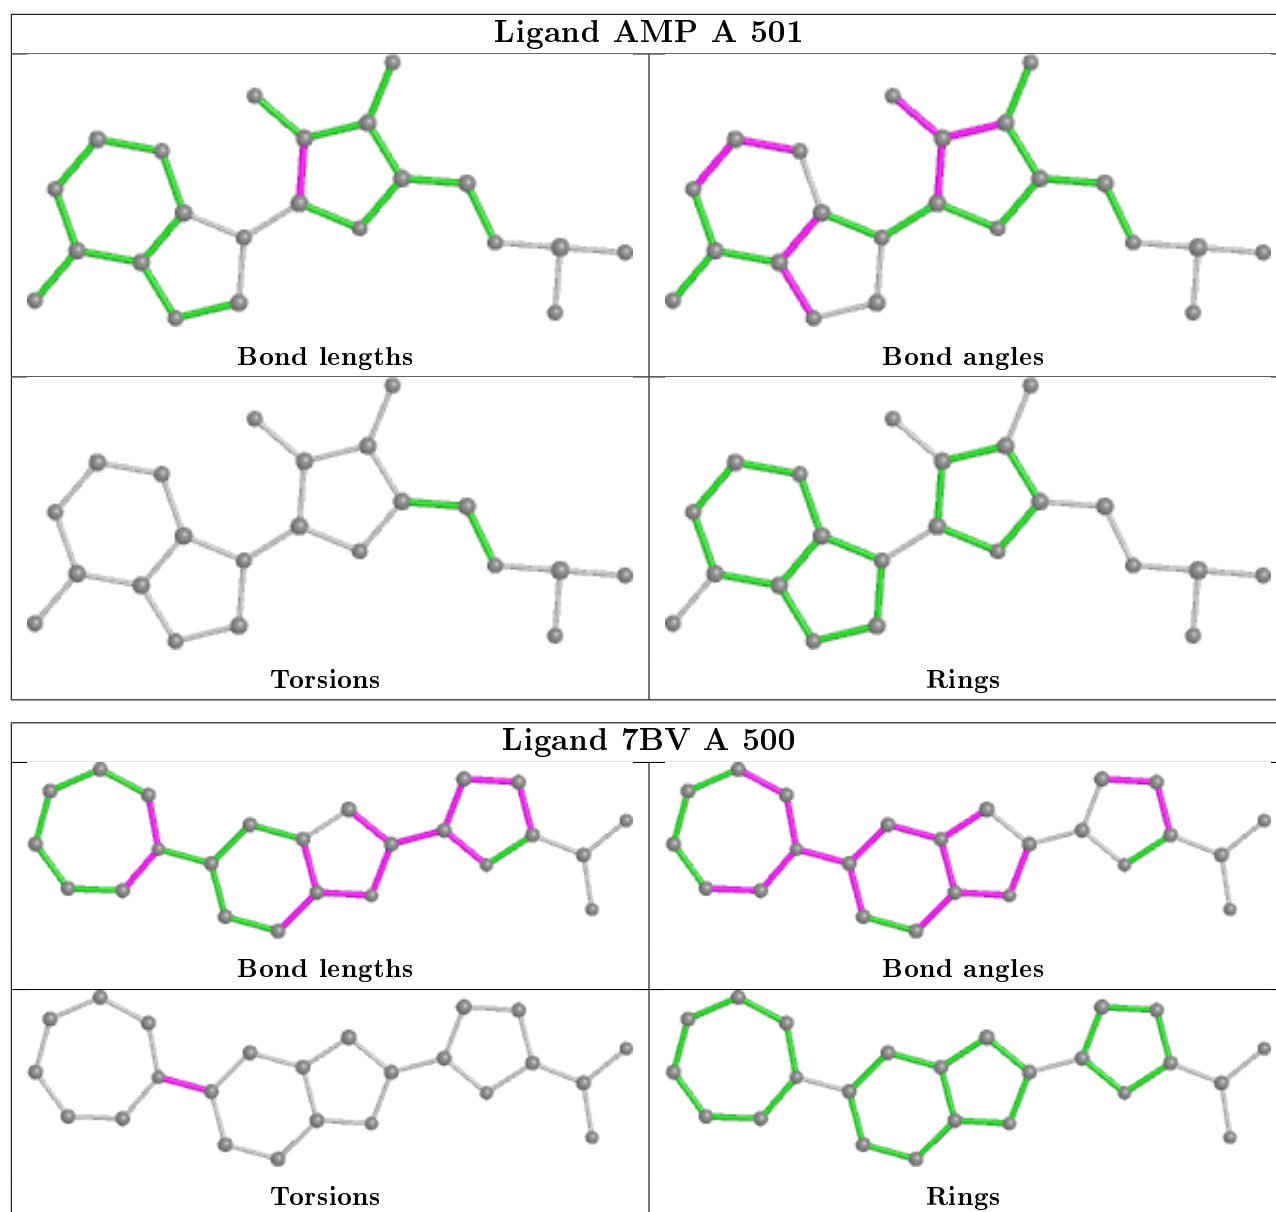 Ligand AMP A 501
Bond lengths
Bond angles
Torsions
Rings
Ligand 7BV A 500
Bond lengths
Bond angles
Torsions
Rings